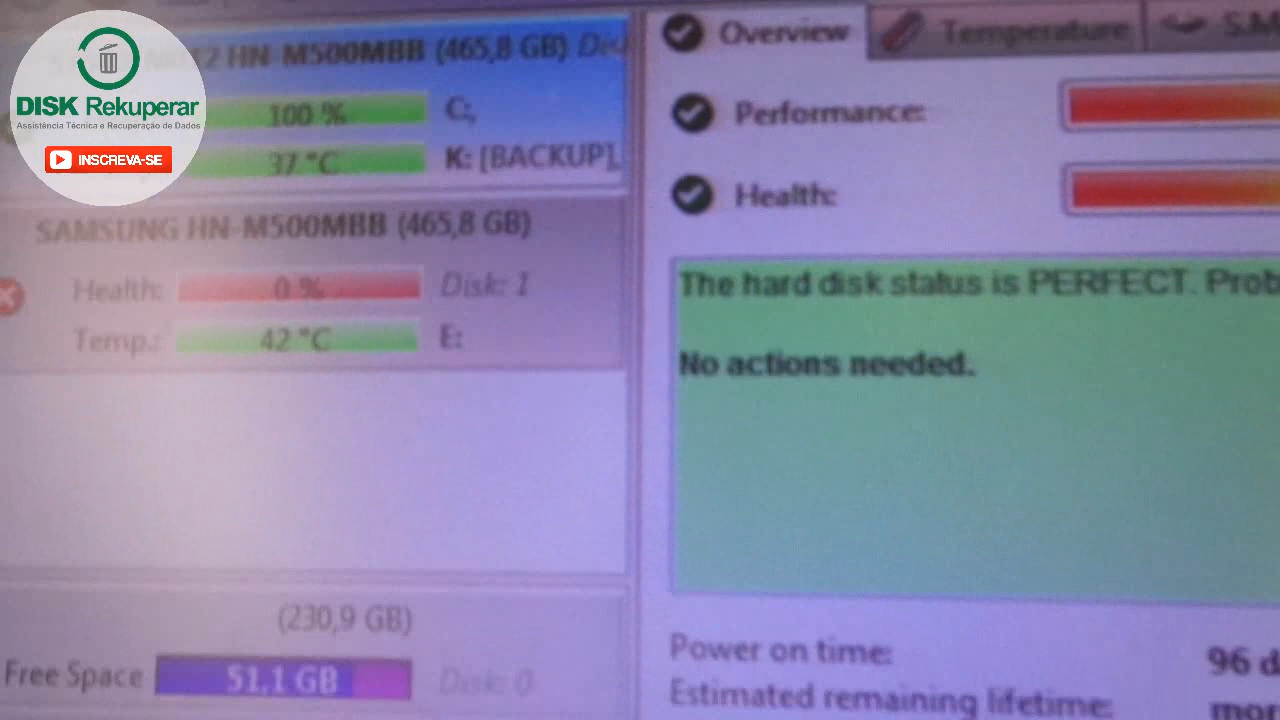 DISK Rekuperar
Assistência Técnica e Recuperação de Dados
INSCREVA-SE
HN-M500MBB (465,8 GB)
100 %
C:,
37 °C
K: [BACKUP],
SAMSUNG HN-M500MBB (465,8 GB)
Health:
0 %
Disk: 1
Temp.:
42 °C
E:
(230,9 GB)
Free Space
51,1 GB
Disk: 0
Overview
Temperature
Performance:
Health:
The hard disk status is PERFECT.
No actions needed.
Power on time:
96
Estimated remaining lifetime: